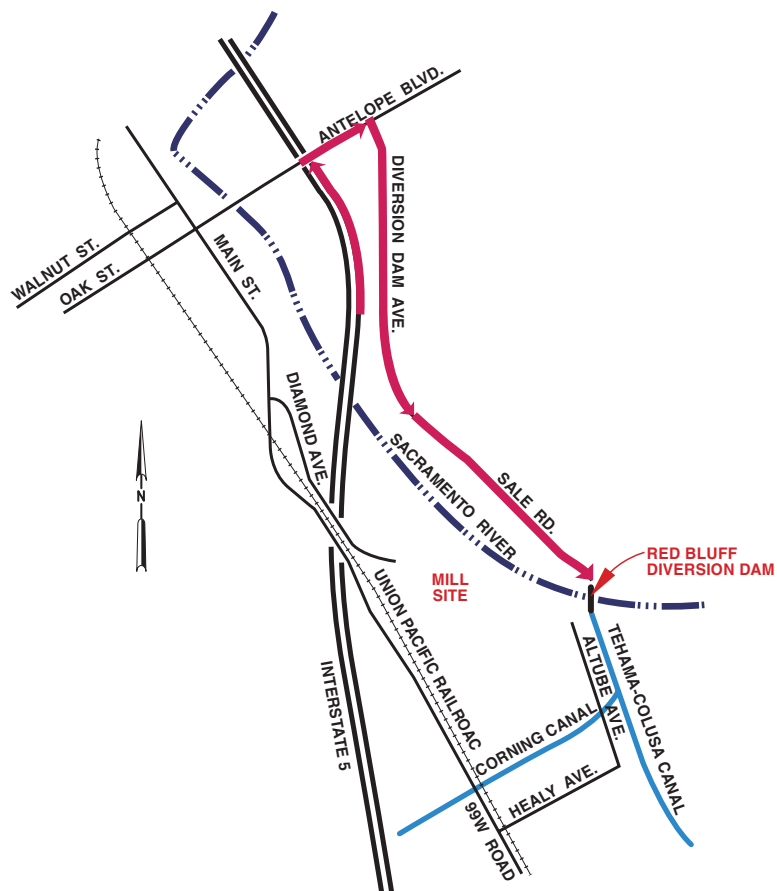 ANTELOPE BLVD.
DIVERSION DAM AVE.
WALNUT ST.
OAK ST.
MAIN ST.
DIAMOND AVE.
SACRAMENTO RIVER
SALE RD.
N
RED BLUFF
DIVERSION DAM
MILL
SITE
UNION PACIFIC RAILROAC
INTERSTATE 5
TEHAMA-COLUSA CANAL
ALTUBE AVE.
CORNING CANAL
HEALY AVE.
99W ROAD